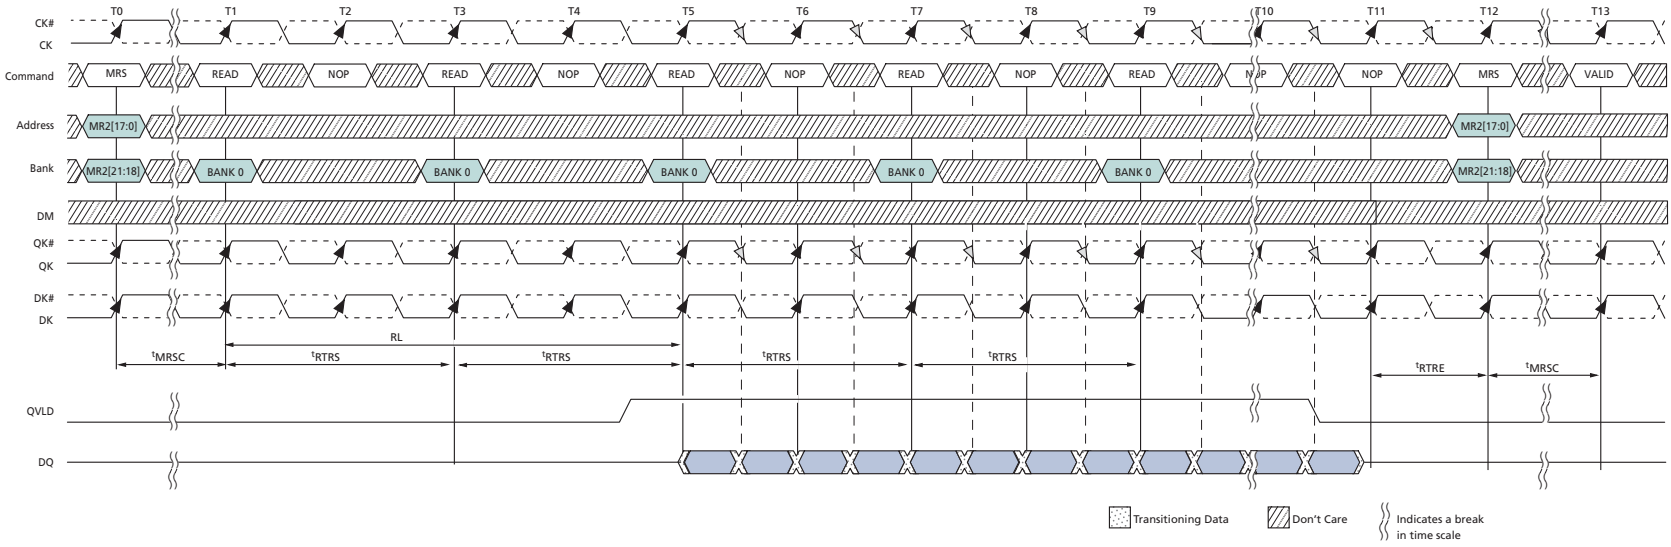 T0 T1 T2 T3 T4 T5 T6 T7 T8 T9 T10 T11 T12 T13
CK#
CK
Command MRS READ NOP READ NOP READ NOP READ NOP READ NOP NOP MRS VALID
Address MR2[17:0] MR2[17:0]
Bank MR2[21:18] BANK 0 BANK 0 BANK 0 BANK 0 BANK 0 MR2[21:18]
DM
QK#
QK
DK#
DK
RL
tMRSC tRTRS tRTRS tRTRS tRTRS tRTRE tMRSC
QVLD
DQ
Transitioning Data Don't Care Indicates a break
in time scale